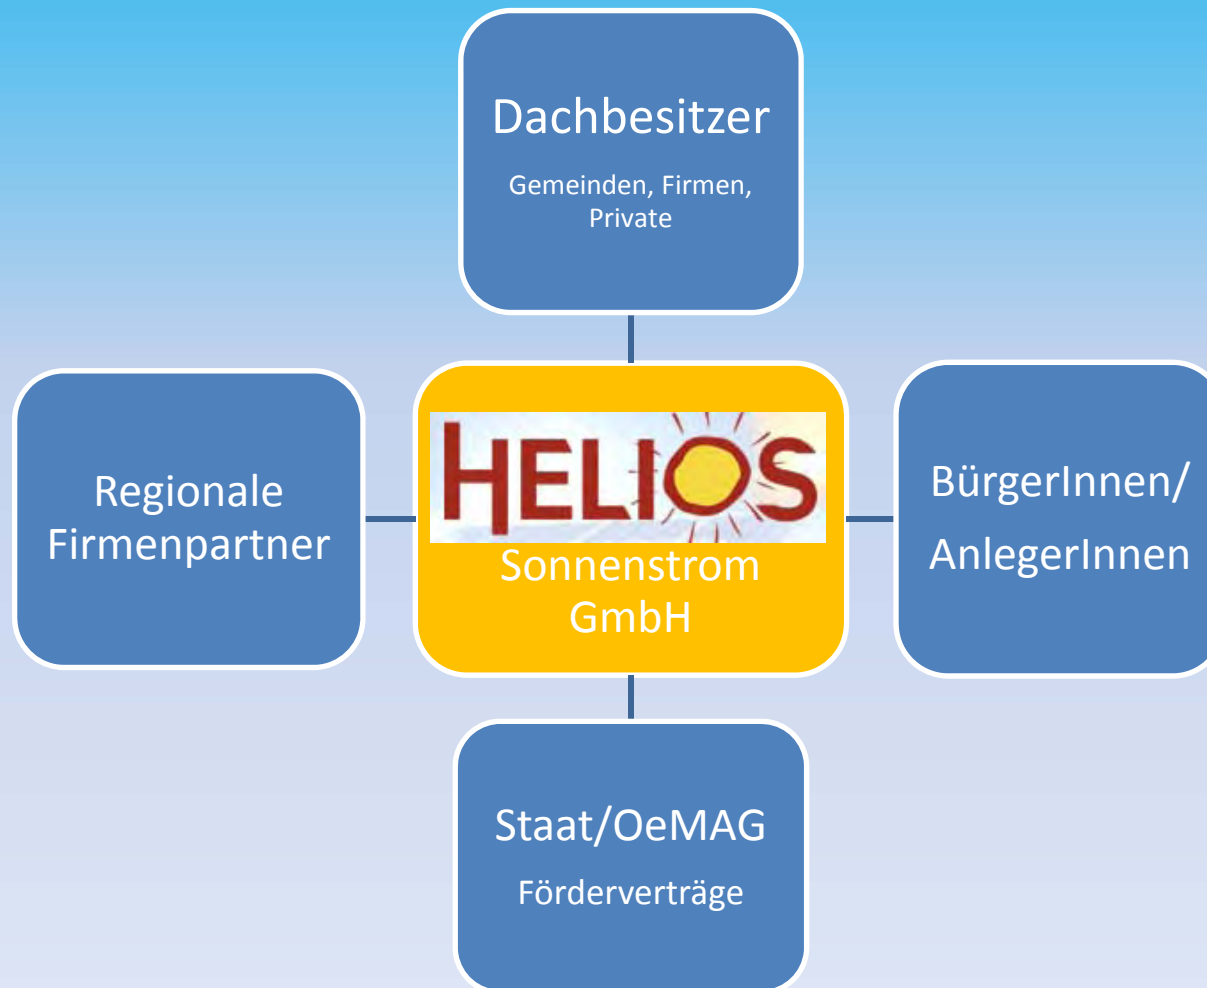 Dachbesitzer
Gemeinden, Firmen,
Private
Regionale
Firmenpartner
HELIOS
Sonnenstrom
GmbH
BürgerInnen/
AnlegerInnen
Staat/OeMAG
Förderverträge